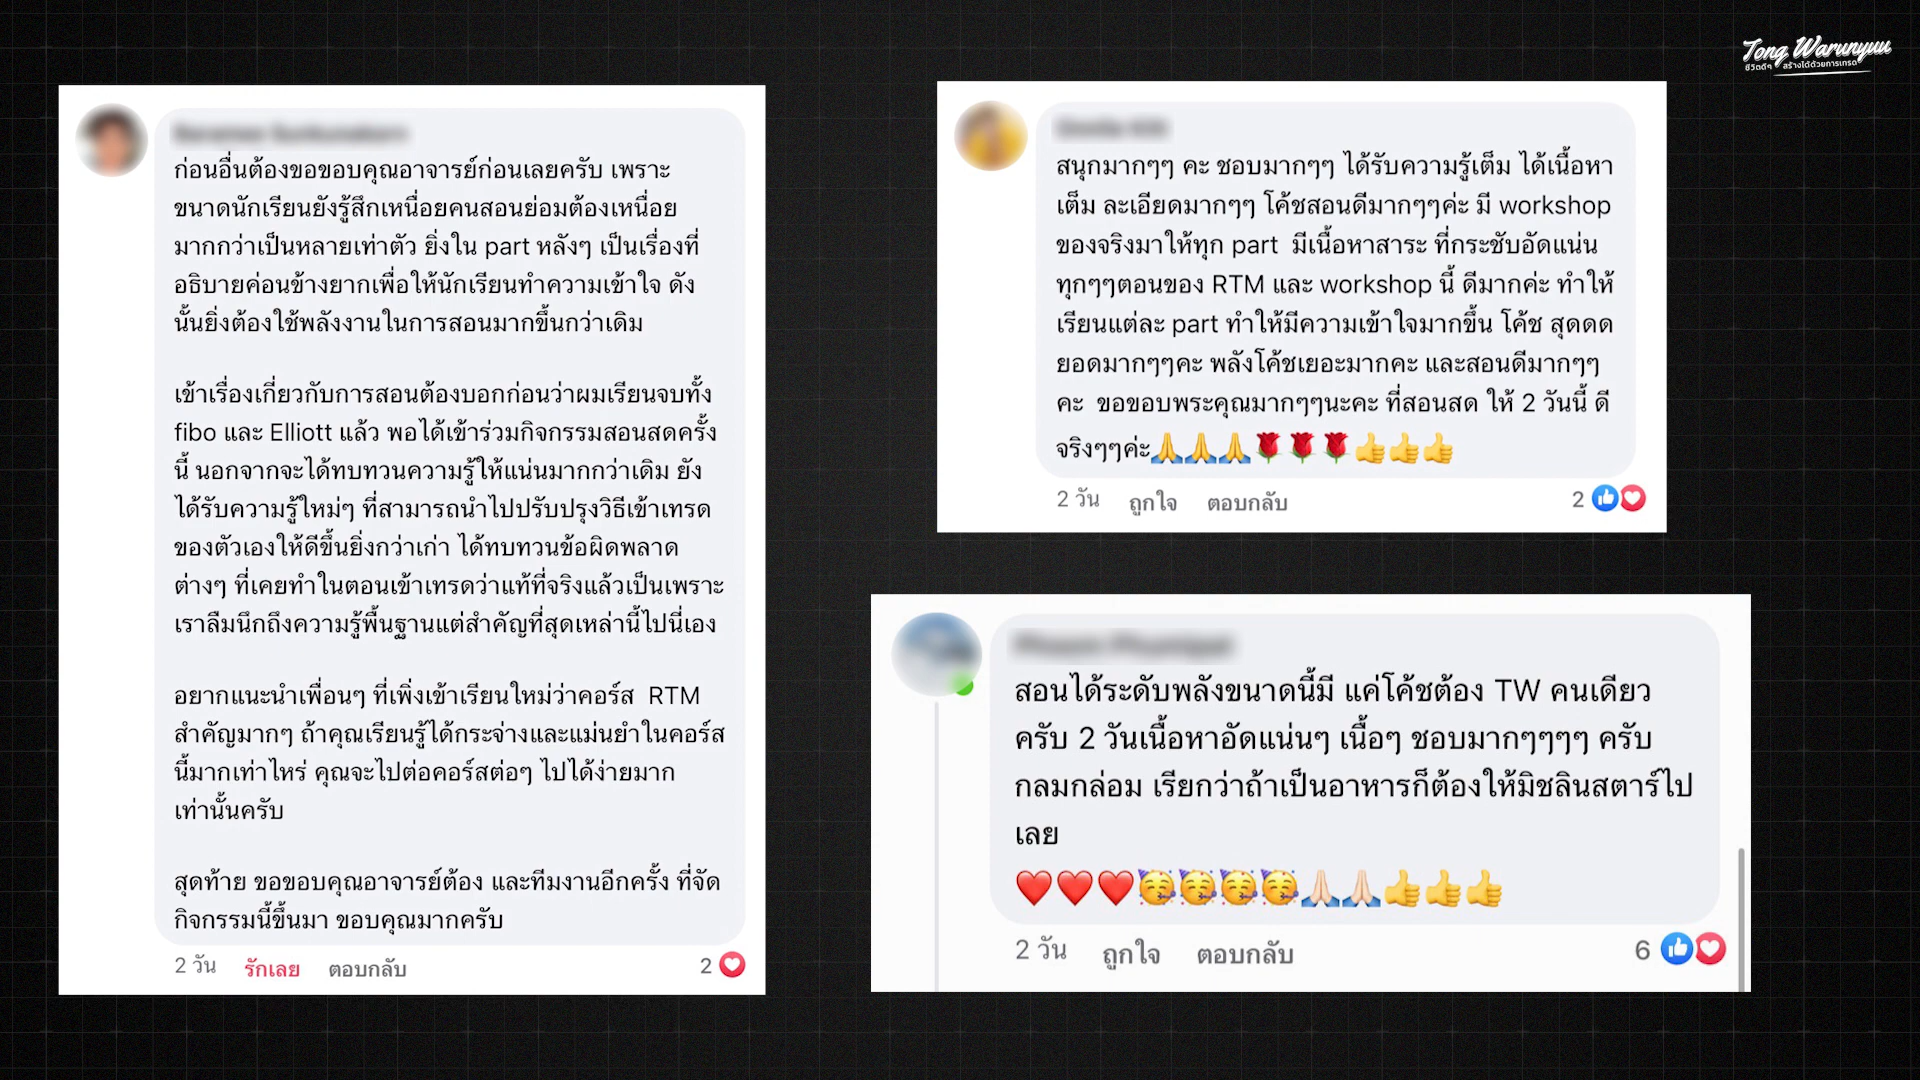 Tong Warunyuu
ชีวิตดีๆ สร้างได้ด้วยการเทรด
ก่อนอื่นต้องขอขอบคุณอาจารย์ก่อนเลยครับ เพราะ
ขนาดนักเรียนยังรู้สึกเหนื่อยคนสอนย่อมต้องเหนื่อย
มากกว่าเป็นหลายเท่าตัว ยิ่งใน part หลังๆ เป็นเรื่องที่
อธิบายค่อนข้างยากเพื่อให้นักเรียนทำความเข้าใจ ดัง
นั้นยิ่งต้องใช้พลังงานในการสอนมากขึ้นกว่าเดิม
เข้าเรื่องเกี่ยวกับการสอนต้องบอกก่อนว่าผมเรียนจบทั้ง
fibo และ Elliott แล้ว พอได้เข้าร่วมกิจกรรมสอนสดครั้ง
นี้ นอกจากจะได้ทบทวนความรู้ให้แน่นมากกว่าเดิม ยัง
ได้รับความรู้ใหม่ๆ ที่สามารถนำไปปรับปรุงวิธีเข้าเทรด
ของตัวเองให้ดีขึ้นยิ่งกว่าเก่า ได้ทบทวนข้อผิดพลาด
ต่างๆ ที่เคยทำในตอนเข้าเทรดว่าแท้ที่จริงแล้วเป็นเพราะ
เราลืมนึกถึงความรู้พื้นฐานแต่สำคัญที่สุดเหล่านี้ไปนี่เอง
อยากแนะนำเพื่อนๆ ที่เพิ่งเข้าเรียนใหม่ว่าคอร์ส RTM
สำคัญมากๆ ถ้าคุณเรียนรู้ได้กระจ่างและแม่นยำในคอร์ส
นี้มากเท่าไหร่ คุณจะไปต่อคอร์สต่อๆ ไปได้ง่ายมาก
เท่านั้นครับ
สุดท้าย ขอขอบคุณอาจารย์ต้อง และทีมงานอีกครั้ง ที่จัด
กิจกรรมนี้ขึ้นมา ขอบคุณมากครับ
2 วัน รักเลย ตอบกลับ 2
สนุกมากๆๆ คะ ชอบมากๆๆ ได้รับความรู้เต็ม ได้เนื้อหา
เต็ม ละเอียดมากๆๆ โค้ชสอนดีมากๆๆค่ะ มี workshop
ของจริงมาให้ทุก part มีเนื้อหาสาระ ที่กระชับอัดแน่น
ทุกๆๆตอนของ RTM และ workshop นี้ ดีมากค่ะ ทำให้
เรียนแต่ละ part ทำให้มีความเข้าใจมากขึ้น โค้ช สุดดด
ยอดมากๆๆคะ พลังโค้ชเยอะมากคะ และสอนดีมากๆๆ
คะ ขอขอบพระคุณมากๆๆนะคะ ที่สอนสด ให้ 2 วันนี้ ดี
จริงๆๆค่ะ🙏🙏🙏🌹🌹🌹👍👍👍
2 วัน ถูกใจ ตอบกลับ 2
สอนได้ระดับพลังขนาดนี้มี แค่โค้ชต้อง TW คนเดียว
ครับ 2 วันเนื้อหาอัดแน่นๆ เนื้อๆ ชอบมากๆๆๆๆ ครับ
กลมกล่อม เรียกว่าถ้าเป็นอาหารก็ต้องให้มิชลินสตาร์ไป
เลย
❤️❤️❤️🥳🥳🥳🥳🙏🏻🙏🏻👍👍👍
2 วัน ถูกใจ ตอบกลับ 6